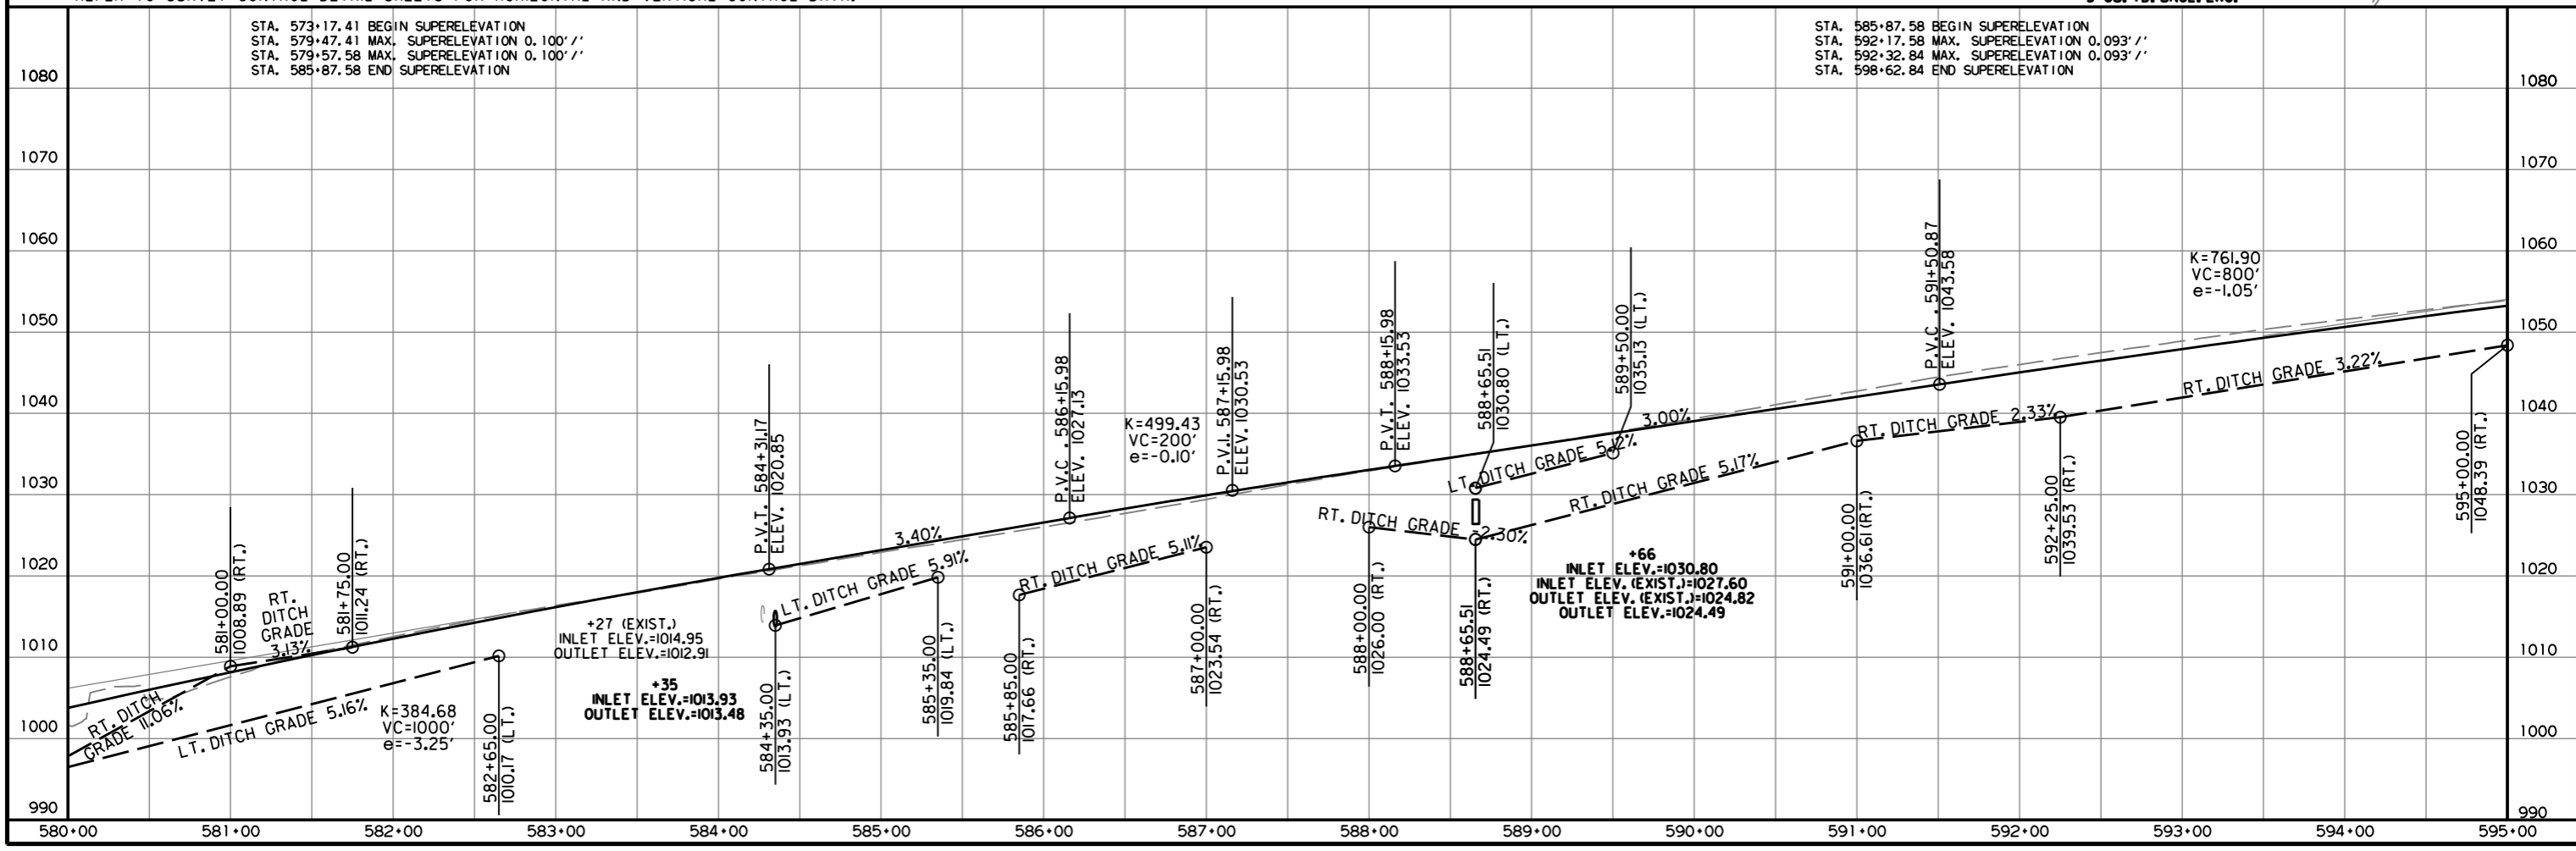 STA. 573+17.41 BEGIN SUPERELEVATION
STA. 579+47.41 MAX. SUPERELEVATION 0.100'/'
STA. 579+57.58 MAX. SUPERELEVATION 0.100'/'
STA. 585+87.58 END SUPERELEVATION
STA. 585+87.58 BEGIN SUPERELEVATION
STA. 592+17.58 MAX. SUPERELEVATION 0.093'/'
STA. 592+32.84 MAX. SUPERELEVATION 0.093'/'
STA. 598+62.84 END SUPERELEVATION
1080
1070
1060
1050
1040
1030
1020
1010
1000
990
581+00.00
1008.89 (RT.)
RT.
DITCH
GRADE
3.13%
581+75.00
1011.24 (RT.)
RT. DITCH
GRADE 11.06%
LT. DITCH GRADE 5.16%
K=384.68
VC=1000'
e=-3.25'
582+65.00
1010.17 (LT.)
+27 (EXIST.)
INLET ELEV.=1014.95
OUTLET ELEV.=1012.91
+35
INLET ELEV.=1013.93
OUTLET ELEV.=1013.48
P.V.T. 584+31.17
ELEV. 1020.85
584+35.00
1013.93 (LT.)
LT. DITCH GRADE 5.91%
3.40%
585+35.00
1019.84 (LT.)
585+85.00
1017.66 (RT.)
RT. DITCH GRADE 5.11%
P.V.C. 586+15.98
ELEV. 1027.13
K=499.43
VC=200'
e=-0.10'
P.V.I. 587+15.98
ELEV. 1030.53
587+00.00
1023.54 (RT.)
P.V.T. 588+15.98
ELEV. 1033.53
588+00.00
1026.00 (RT.)
RT. DITCH GRADE -2.30%
588+65.51
1030.80 (LT.)
LT. DITCH GRADE 5.12%
588+65.51
1024.49 (RT.)
589+50.00
1035.13 (LT.)
3.00%
RT. DITCH GRADE 5.17%
+66
INLET ELEV.=1030.80
INLET ELEV. (EXIST.)=1027.60
OUTLET ELEV. (EXIST.)=1024.82
OUTLET ELEV.=1024.49
591+00.00
1036.61 (RT.)
RT. DITCH GRADE 2.33%
P.V.C. 591+50.87
ELEV. 1043.58
592+25.00
1039.53 (RT.)
K=761.90
VC=800'
e=-1.05'
RT. DITCH GRADE 3.22%
595+00.00
1048.39 (RT.)
1080
1070
1060
1050
1040
1030
1020
1010
1000
990
580+00 581+00 582+00 583+00 584+00 585+00 586+00 587+00 588+00 589+00 590+00 591+00 592+00 593+00 594+00 595+00